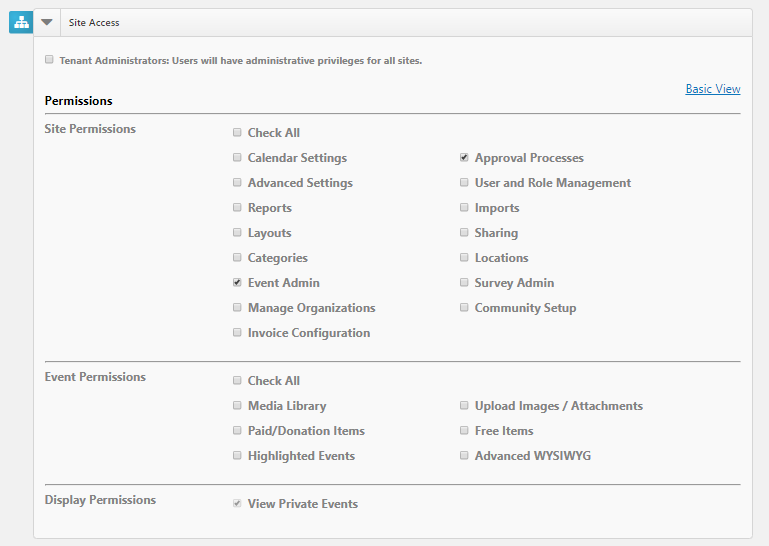 Site Access
Tenant Administrators: Users will have administrative privileges for all sites.
Basic View
Permissions
Site Permissions
Check All
Calendar Settings
Approval Processes
Advanced Settings
User and Role Management
Reports
Imports
Layouts
Sharing
Categories
Locations
Event Admin
Survey Admin
Manage Organizations
Community Setup
Invoice Configuration
Event Permissions
Check All
Media Library
Upload Images / Attachments
Paid/Donation Items
Free Items
Highlighted Events
Advanced WYSIWYG
Display Permissions
View Private Events